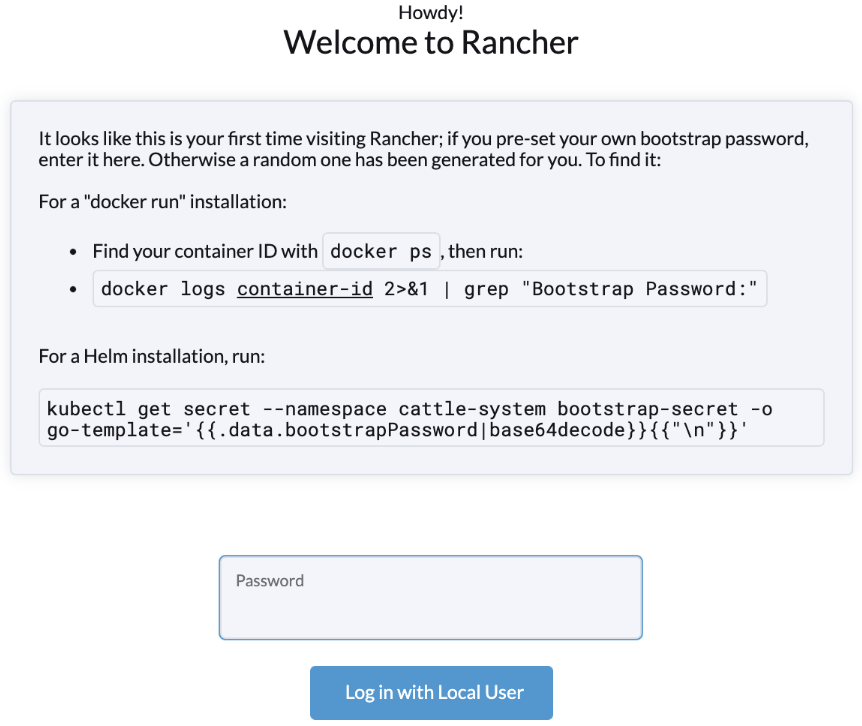 Howdy!
Welcome to Rancher
It looks like this is your first time visiting Rancher; if you pre-set your own bootstrap password,
enter it here. Otherwise a random one has been generated for you. To find it:
For a "docker run" installation:
• Find your container ID with docker ps , then run:
• docker logs container-id 2>&1 | grep "Bootstrap Password:"
For a Helm installation, run:
kubectl get secret --namespace cattle-system bootstrap-secret -o
go-template='{{.data.bootstrapPassword|base64decode}}{{"\n"}}'
Password
Log in with Local User